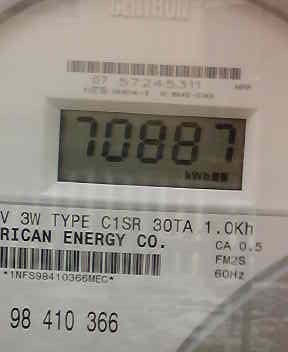 CENTRON
07 57245311
70887
kWh
V 3W TYPE C1SR 30TA 1.0Kh
RICAN ENERGY CO.
CA 0.5
FM2S
60Hz
*1NFS98410366MEC*
98 410 366